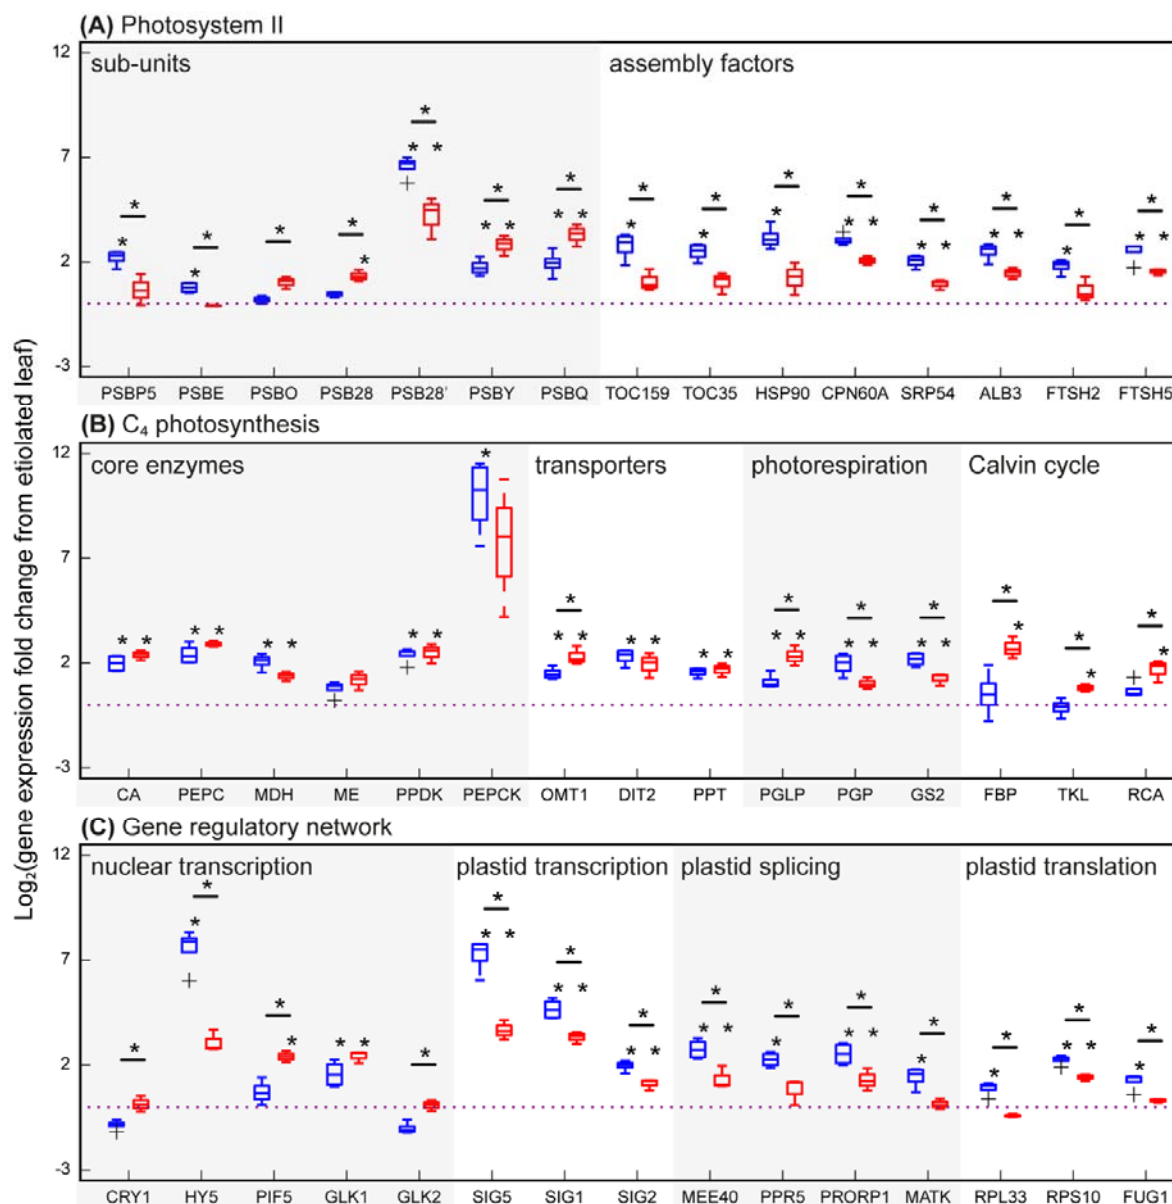 (A) Photosystem II
sub-units
assembly factors
12
7
2
-3
PSBP5 PSBE PSBO PSB28 PSB28' PSBY PSBQ TOC159 TOC35 HSP90 CPN60A SRP54 ALB3 FTSH2 FTSH5
(B) C₄ photosynthesis
core enzymes
transporters
photorespiration
Calvin cycle
12
7
2
-3
CA PEPC MDH ME PPDK PEPCK OMT1 DIT2 PPT PGLP PGP GS2 FBP TKL RCA
(C) Gene regulatory network
nuclear transcription
plastid transcription
plastid splicing
plastid translation
12
7
2
-3
CRY1 HY5 PIF5 GLK1 GLK2 SIG5 SIG1 SIG2 MEE40 PPR5 PRORP1 MATK RPL33 RPS10 FUG1
Log₂(gene expression fold change from etiolated leaf)